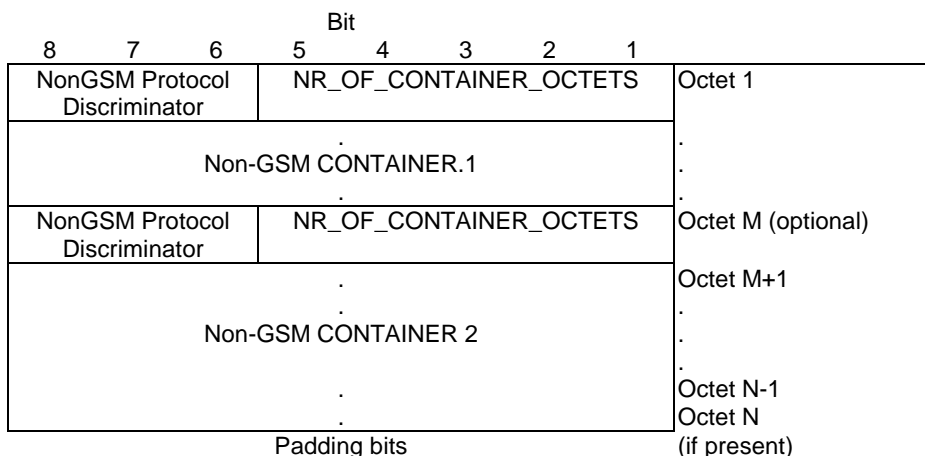 Bit
8 7 6 5 4 3 2 1
NonGSM Protocol Discriminator NR_OF_CONTAINER_OCTETS Octet 1
. .
Non-GSM CONTAINER.1 .
. .
NonGSM Protocol Discriminator NR_OF_CONTAINER_OCTETS Octet M (optional)
. Octet M+1
. .
Non-GSM CONTAINER 2 .
.
. Octet N-1
. Octet N
Padding bits (if present)